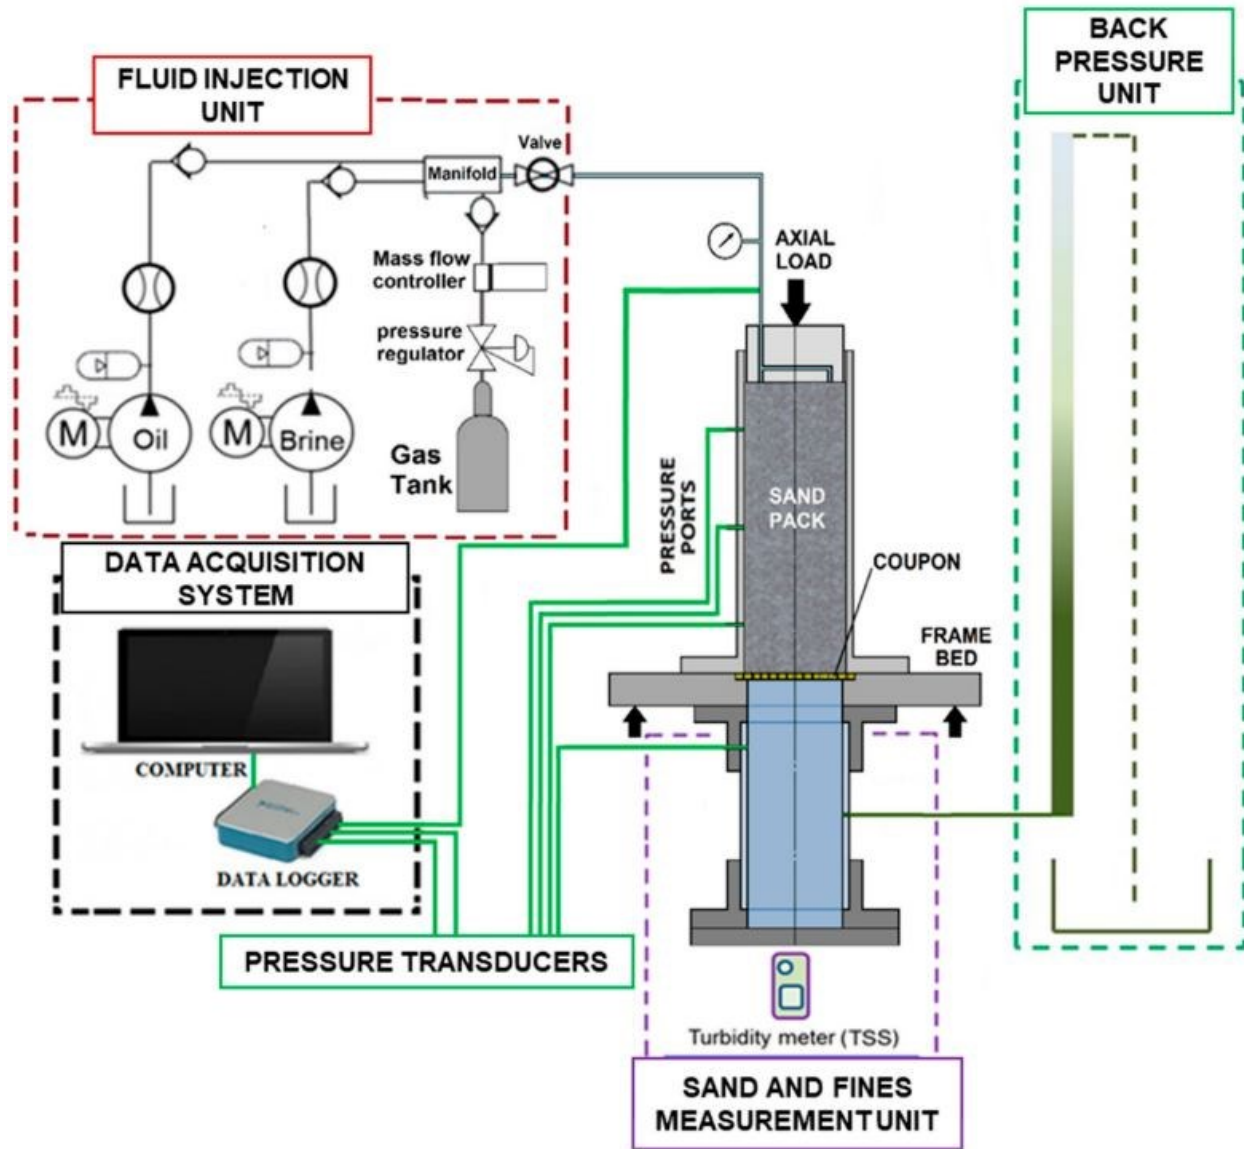 FLUID INJECTION
UNIT
BACK
PRESSURE
UNIT
Valve
Manifold
Mass flow
controller
pressure
regulator
M
Oil
M
Brine
Gas
Tank
AXIAL
LOAD
PRESSURE
PORTS
SAND
PACK
COUPON
FRAME
BED
DATA ACQUISITION
SYSTEM
COMPUTER
DATA LOGGER
PRESSURE TRANSDUCERS
Turbidity meter (TSS)
SAND AND FINES
MEASUREMENT UNIT